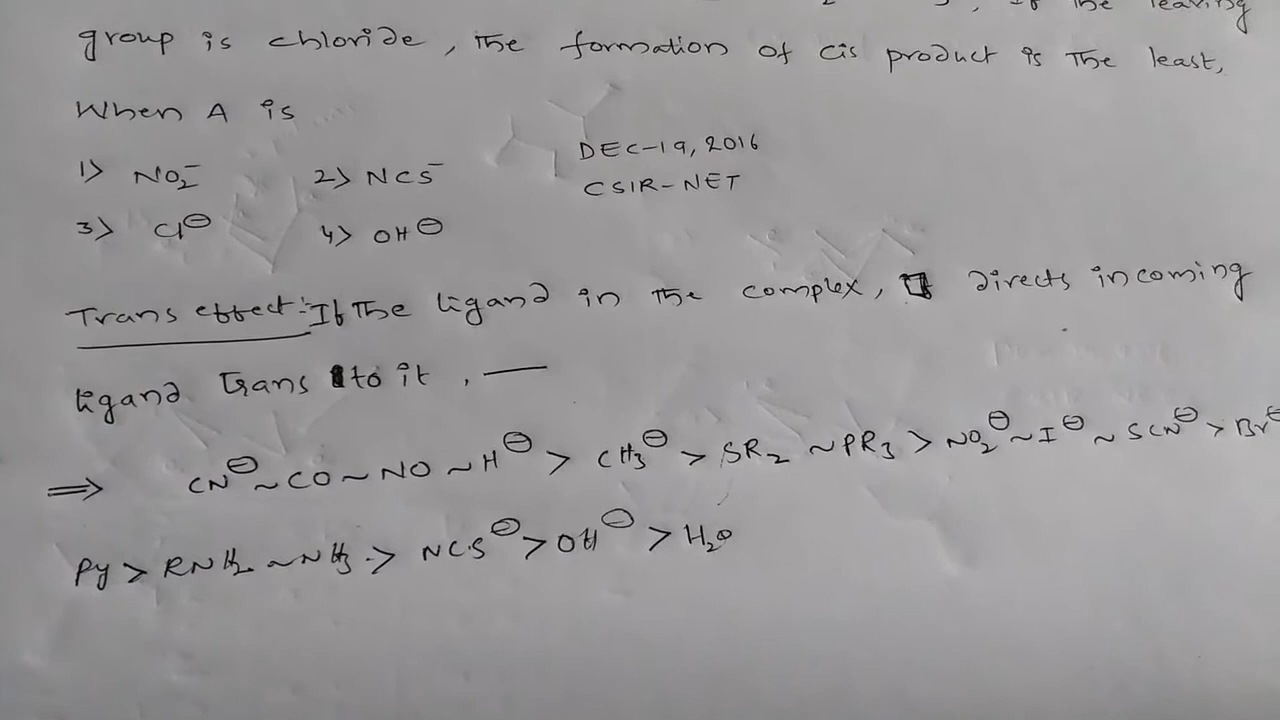 the leaving
group is chloride, the formation of cis product is the least,
When A is
1) NO₂⁻ 2) NCS⁻
DEC-19, 2016
3) Cl⊖ 4) OH⊖
CSIR-NET
Trans effect:- If the ligand in the complex, directs incoming
ligand trans to it, —
⇒ CN⊖ ~ CO ~ NO ~ H⊖ > CH₃⊖ > SR₂ ~ PR₃ > NO₂⊖ ~ I⊖ ~ SCN⊖ > Br⊖
Py > RNH₂ ~ NH₃ > NCS⊖ > OH⊖ > H₂O